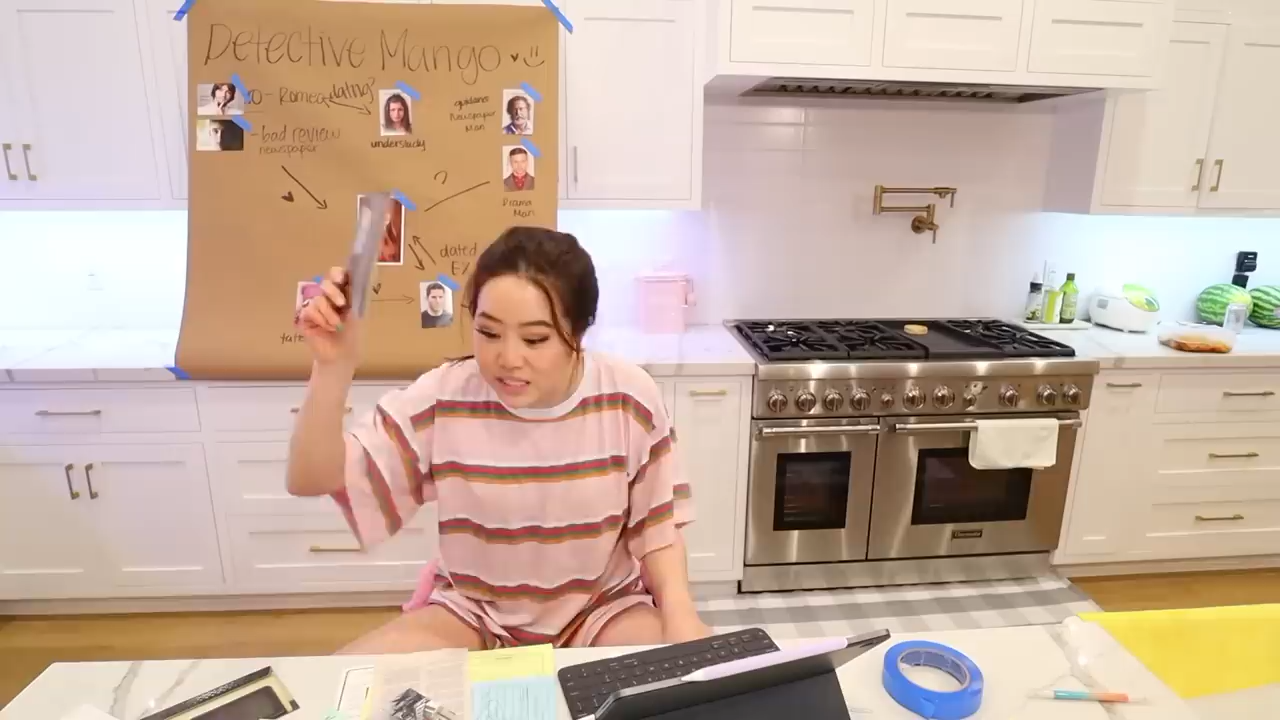 Detective Mango
- Romeo
dating?
- bad review
newspaper
understudy
Newspaper
Man
Drama
Man
?
dated
EX